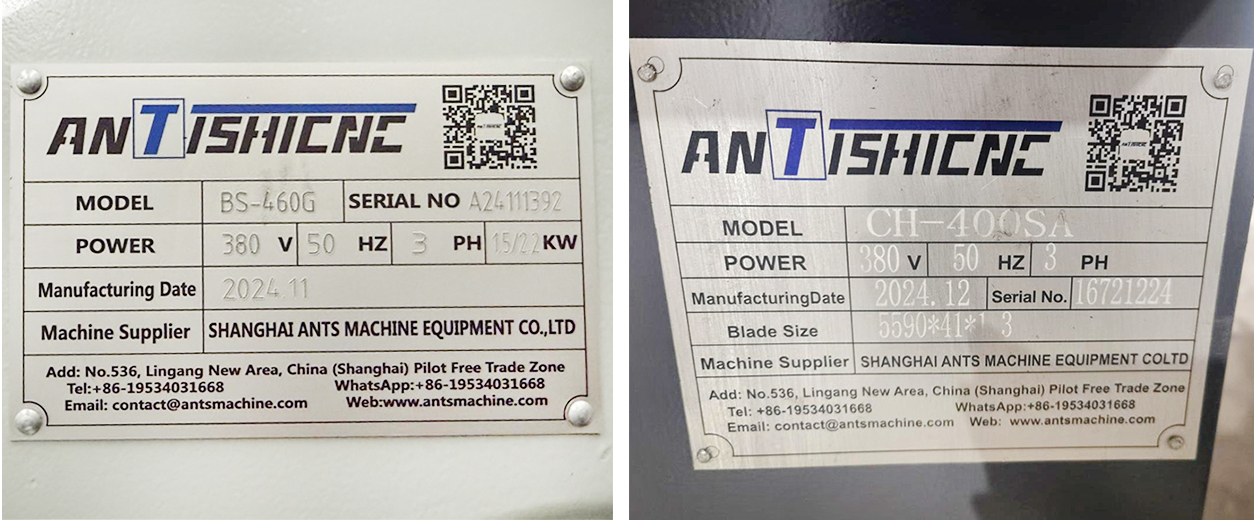 ANTISHICNC
MODEL BS-460G SERIAL NO A24111392
POWER 380 V 50 HZ 3 PH 15/22 KW
Manufacturing Date 2024.11
Machine Supplier SHANGHAI ANTS MACHINE EQUIPMENT CO.,LTD
Add: No.536, Lingang New Area, China (Shanghai) Pilot Free Trade Zone
Tel:+86-19534031668 WhatsApp:+86-19534031668
Email: contact@antsmachine.com Web:www.antsmachine.com
ANTISHICNC
MODEL CH-400SA
POWER 380 V 50 HZ 3 PH
ManufacturingDate 2024.12 Serial No. 16721224
Blade Size 5590*41*1.3
Machine Supplier SHANGHAI ANTS MACHINE EQUIPMENT COLTD
Add: No.536, Lingang New Area, China (Shanghai) Pilot Free Trade Zone
Tel: +86-19534031668 WhatsApp:+86-19534031668
Email: contact@antsmachine.com Web: www.antsmachine.com